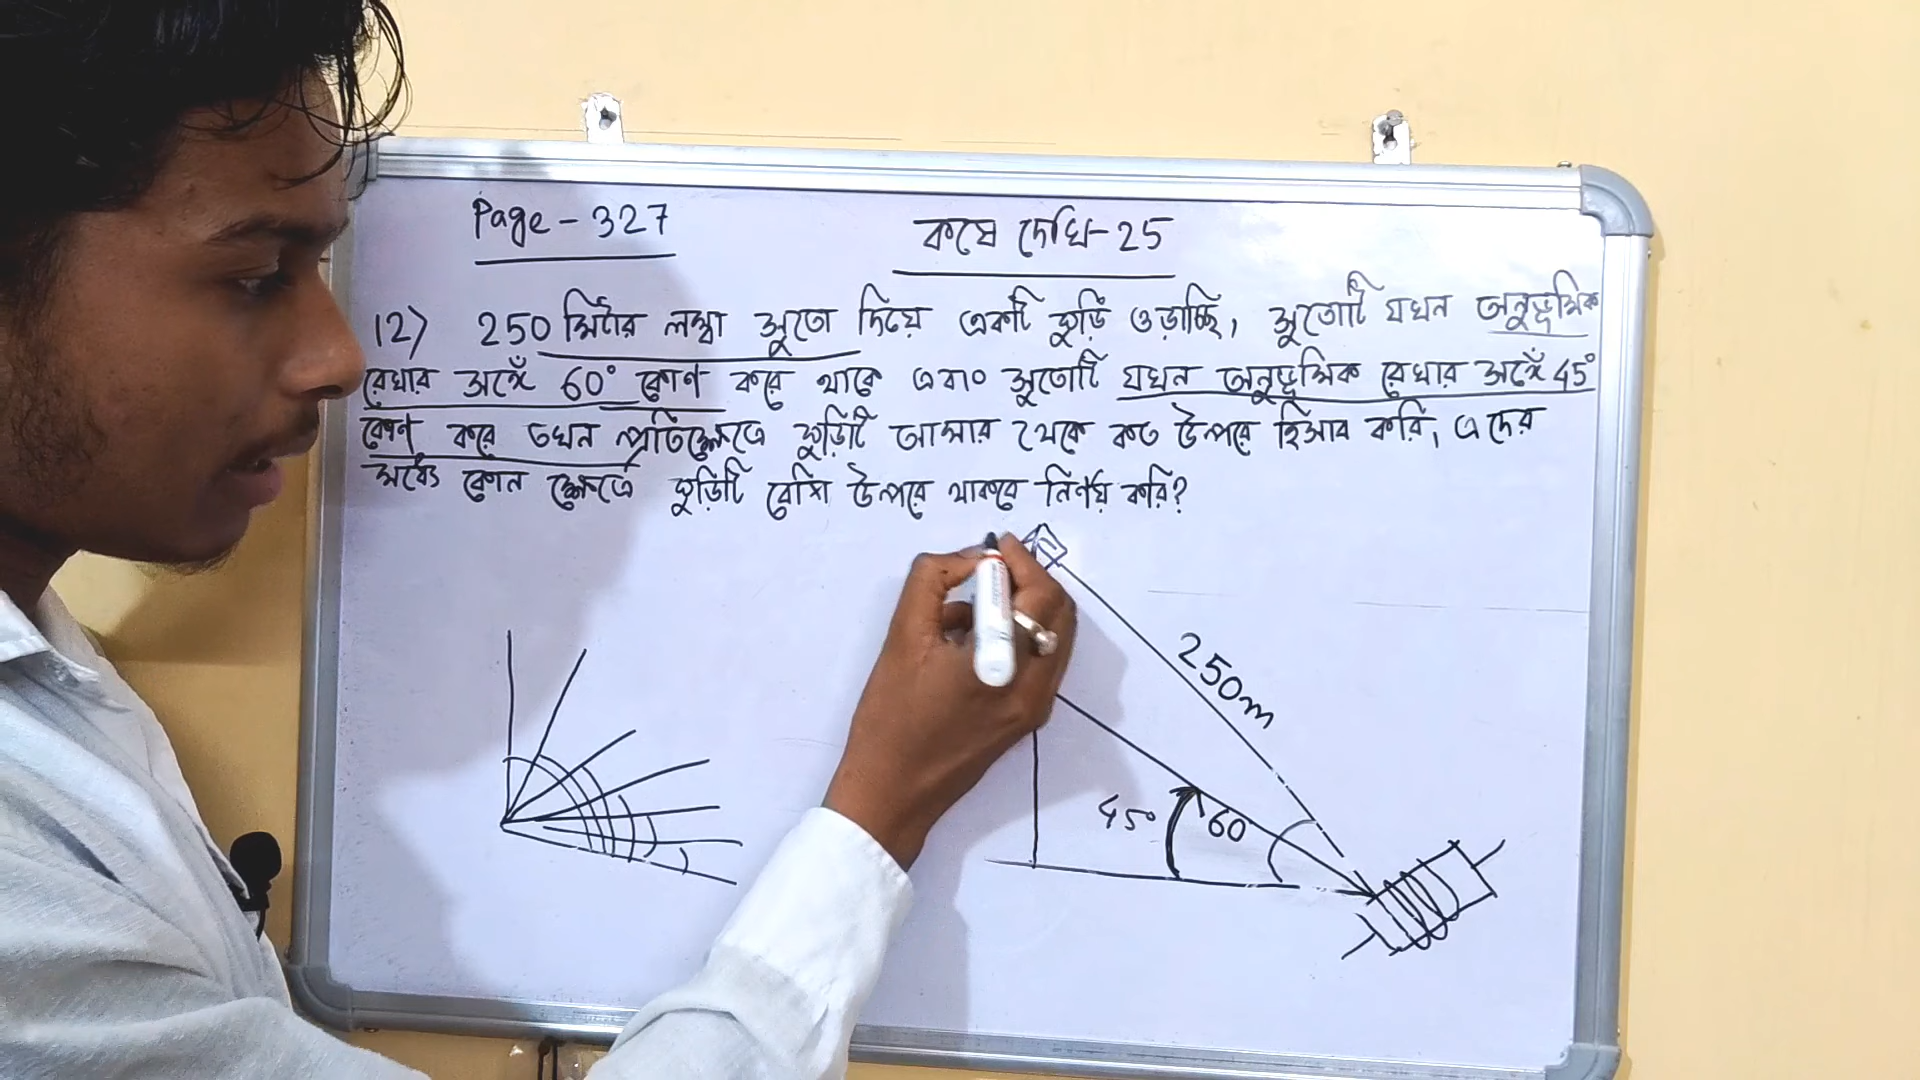 Page - 327
কষে দেখি-25
12) 250 মিটার লম্বা সুতো দিয়ে একটি ঘুড়ি ওড়াচ্ছি, সুতোটি যখন অনুভূমিক
রেখার সঙ্গে 60° কোণ করে থাকে এবং সুতোটি যখন অনুভূমিক রেখার সঙ্গে 45°
কোণ করে তখন প্রতিক্ষেত্রে ঘুড়িটি আমার থেকে কত উপরে হিসাব করি, এদের
মধ্যে কোন ক্ষেত্রে ঘুড়িটি বেশি উপরে থাকবে নির্ণয় করি?
250m
45° 60